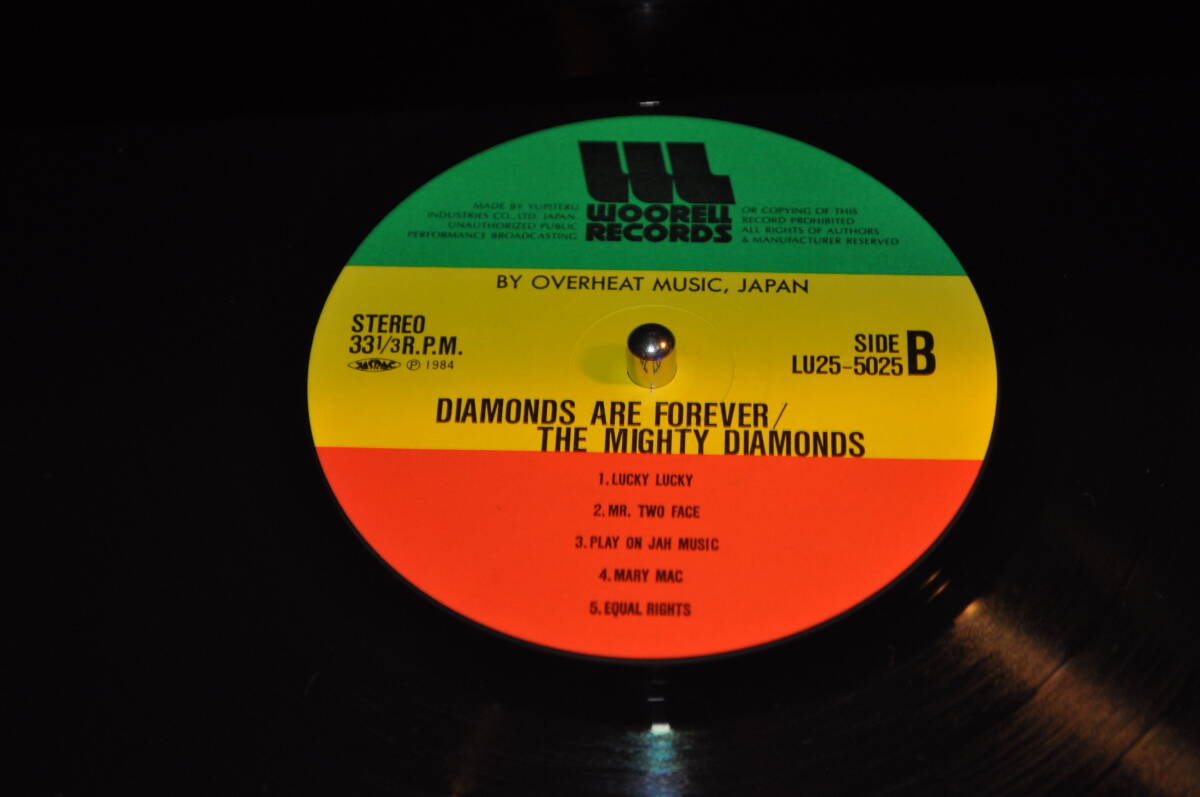 WL
WOORELL
RECORDS
MADE BY YUPITERU
INDUSTRIES CO., LTD. JAPAN.
UNAUTHORIZED PUBLIC
PERFORMANCE BROADCASTING
OR COPYING OF THIS
RECORD PROHIBITED
ALL RIGHTS OF AUTHORS
& MANUFACTURER RESERVED
BY OVERHEAT MUSIC, JAPAN
STEREO
33 1/3 R.P.M.
JASRAC Ⓟ 1984
SIDE B
LU25-5025
DIAMONDS ARE FOREVER/
THE MIGHTY DIAMONDS
1. LUCKY LUCKY
2. MR. TWO FACE
3. PLAY ON JAH MUSIC
4. MARY MAC
5. EQUAL RIGHTS